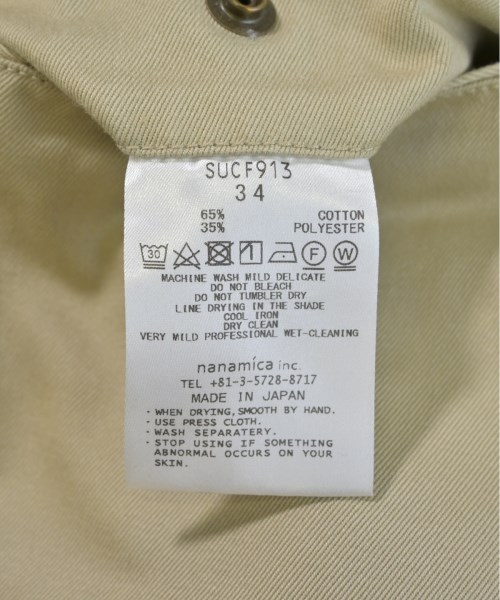 SUCF913
34
65% COTTON
35% POLYESTER
30 1 F W
MACHINE WASH MILD DELICATE
DO NOT BLEACH
DO NOT TUMBLER DRY
LINE DRYING IN THE SHADE
COOL IRON
DRY CLEAN
VERY MILD PROFESSIONAL WET-CLEANING
nanamica inc.
TEL +81-3-5728-8717
MADE IN JAPAN
・WHEN DRYING, SMOOTH BY HAND.
・USE PRESS CLOTH.
・WASH SEPARATERY.
・STOP USING IF SOMETHING
ABNORMAL OCCURS ON YOUR
SKIN.